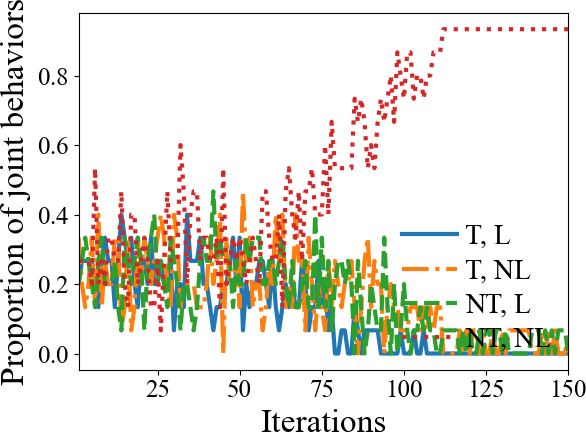 Proportion of joint behaviors
0.8
0.6
0.4
0.2
0.0
T, L
T, NL
NT, L
NT, NL
25
50
75
100
125
150
Iterations